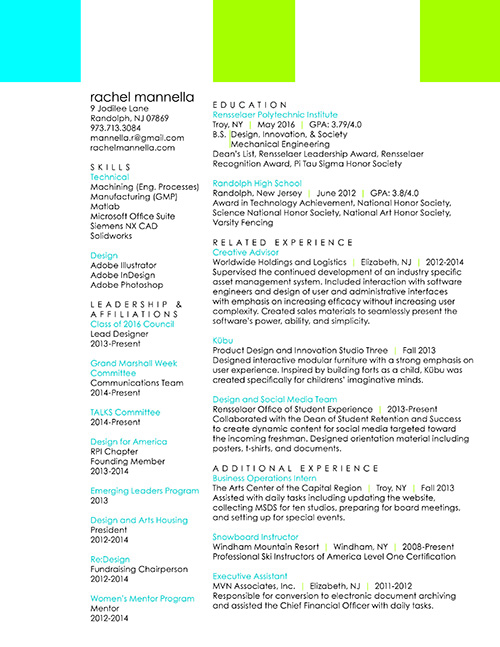 rachel mannella
9 Jodilee Lane
Randolph, NJ 07869
973.713.3084
mannella.r@gmail.com
rachelmannella.com
SKILLS
Technical
Machining (Eng. Processes)
Manufacturing (GMP)
Matlab
Microsoft Office Suite
Siemens NX CAD
Solidworks
Design
Adobe Illustrator
Adobe InDesign
Adobe Photoshop
LEADERSHIP &
AFFILIATIONS
Class of 2016 Council
Lead Designer
2013-Present
Grand Marshall Week
Committee
Communications Team
2014-Present
TALKS Committee
2014-Present
Design for America
RPI Chapter
Founding Member
2013-2014
Emerging Leaders Program
2013
Design and Arts Housing
President
2012-2014
Re:Design
Fundraising Chairperson
2012-2014
Women's Mentor Program
Mentor
2012-2014
EDUCATION
Rensselaer Polytechnic Institute
Troy, NY | May 2016 | GPA: 3.79/4.0
B.S. Design, Innovation, & Society
Mechanical Engineering
Dean's List, Rensselaer Leadership Award, Rensselaer
Recognition Award, Pi Tau Sigma Honor Society
Randolph High School
Randolph, New Jersey | June 2012 | GPA: 3.8/4.0
Award in Technology Achievement, National Honor Society,
Science National Honor Society, National Art Honor Society,
Varsity Fencing
RELATED EXPERIENCE
Creative Advisor
Worldwide Holdings and Logistics | Elizabeth, NJ | 2012-2014
Supervised the continued development of an industry specific
asset management system. Included interaction with software
engineers and design of user and administrative interfaces
with emphasis on increasing efficacy without increasing user
complexity. Created sales materials to seamlessly present the
software's power, ability, and simplicity.
Kübu
Product Design and Innovation Studio Three | Fall 2013
Designed interactive modular furniture with a strong emphasis on
user experience. Inspired by building forts as a child, Kübu was
created specifically for childrens' imaginative minds.
Design and Social Media Team
Rensselaer Office of Student Experience | 2013-Present
Collaborated with the Dean of Student Retention and Success
to create dynamic content for social media targeted toward
the incoming freshman. Designed orientation material including
posters, t-shirts, and documents.
ADDITIONAL EXPERIENCE
Business Operations Intern
The Arts Center of the Capital Region | Troy, NY | Fall 2013
Assisted with daily tasks including updating the website,
collecting MSDS for ten studios, preparing for board meetings,
and setting up for special events.
Snowboard Instructor
Windham Mountain Resort | Windham, NY | 2008-Present
Professional Ski Instructors of America Level One Certification
Executive Assistant
MVN Associates, Inc. | Elizabeth, NJ | 2011-2012
Responsible for conversion to electronic document archiving
and assisted the Chief Financial Officer with daily tasks.